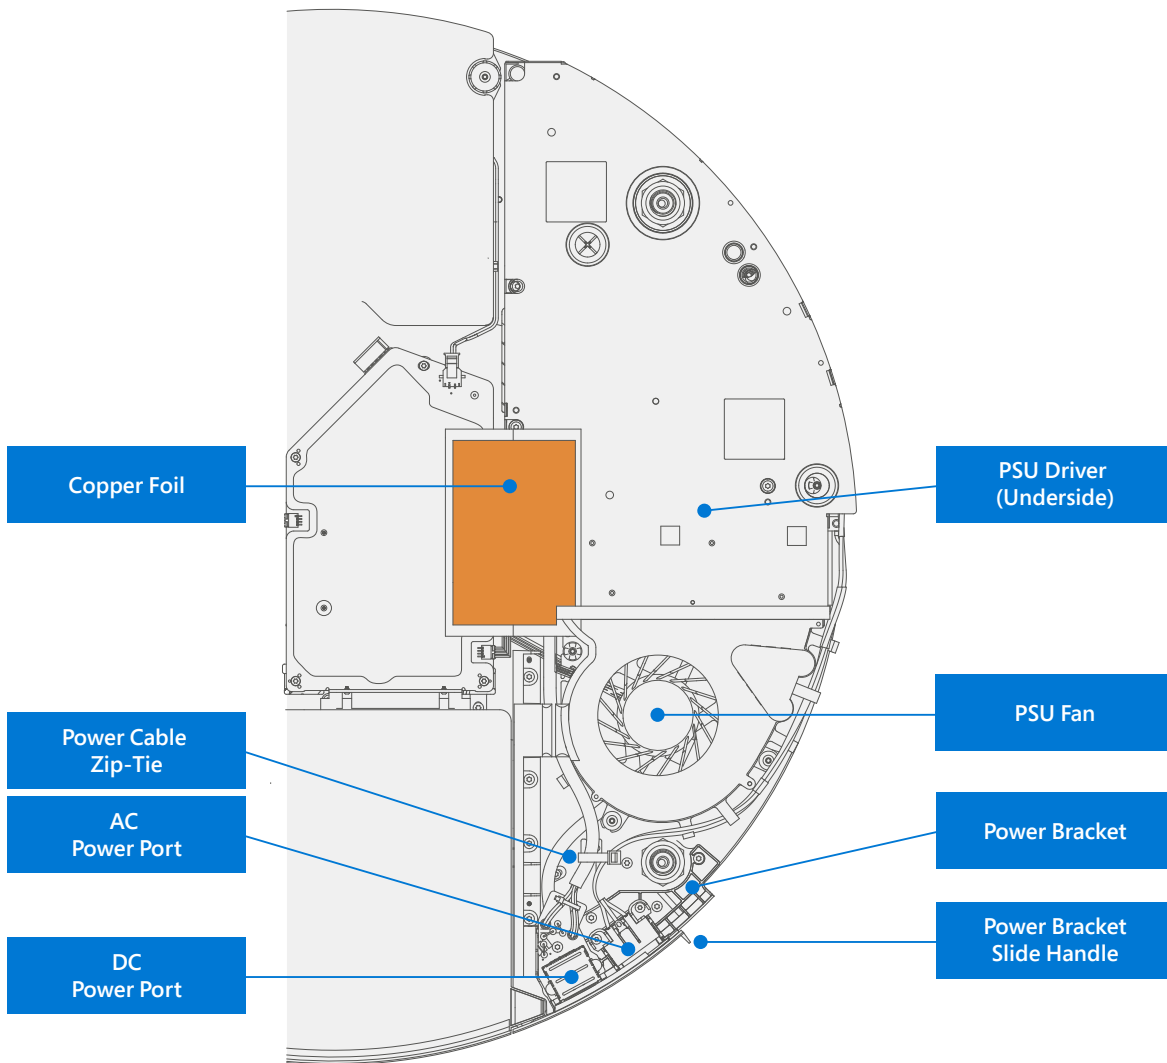 Copper Foil
PSU Driver
(Underside)
Power Cable
Zip-Tie
PSU Fan
AC
Power Port
Power Bracket
DC
Power Port
Power Bracket
Slide Handle